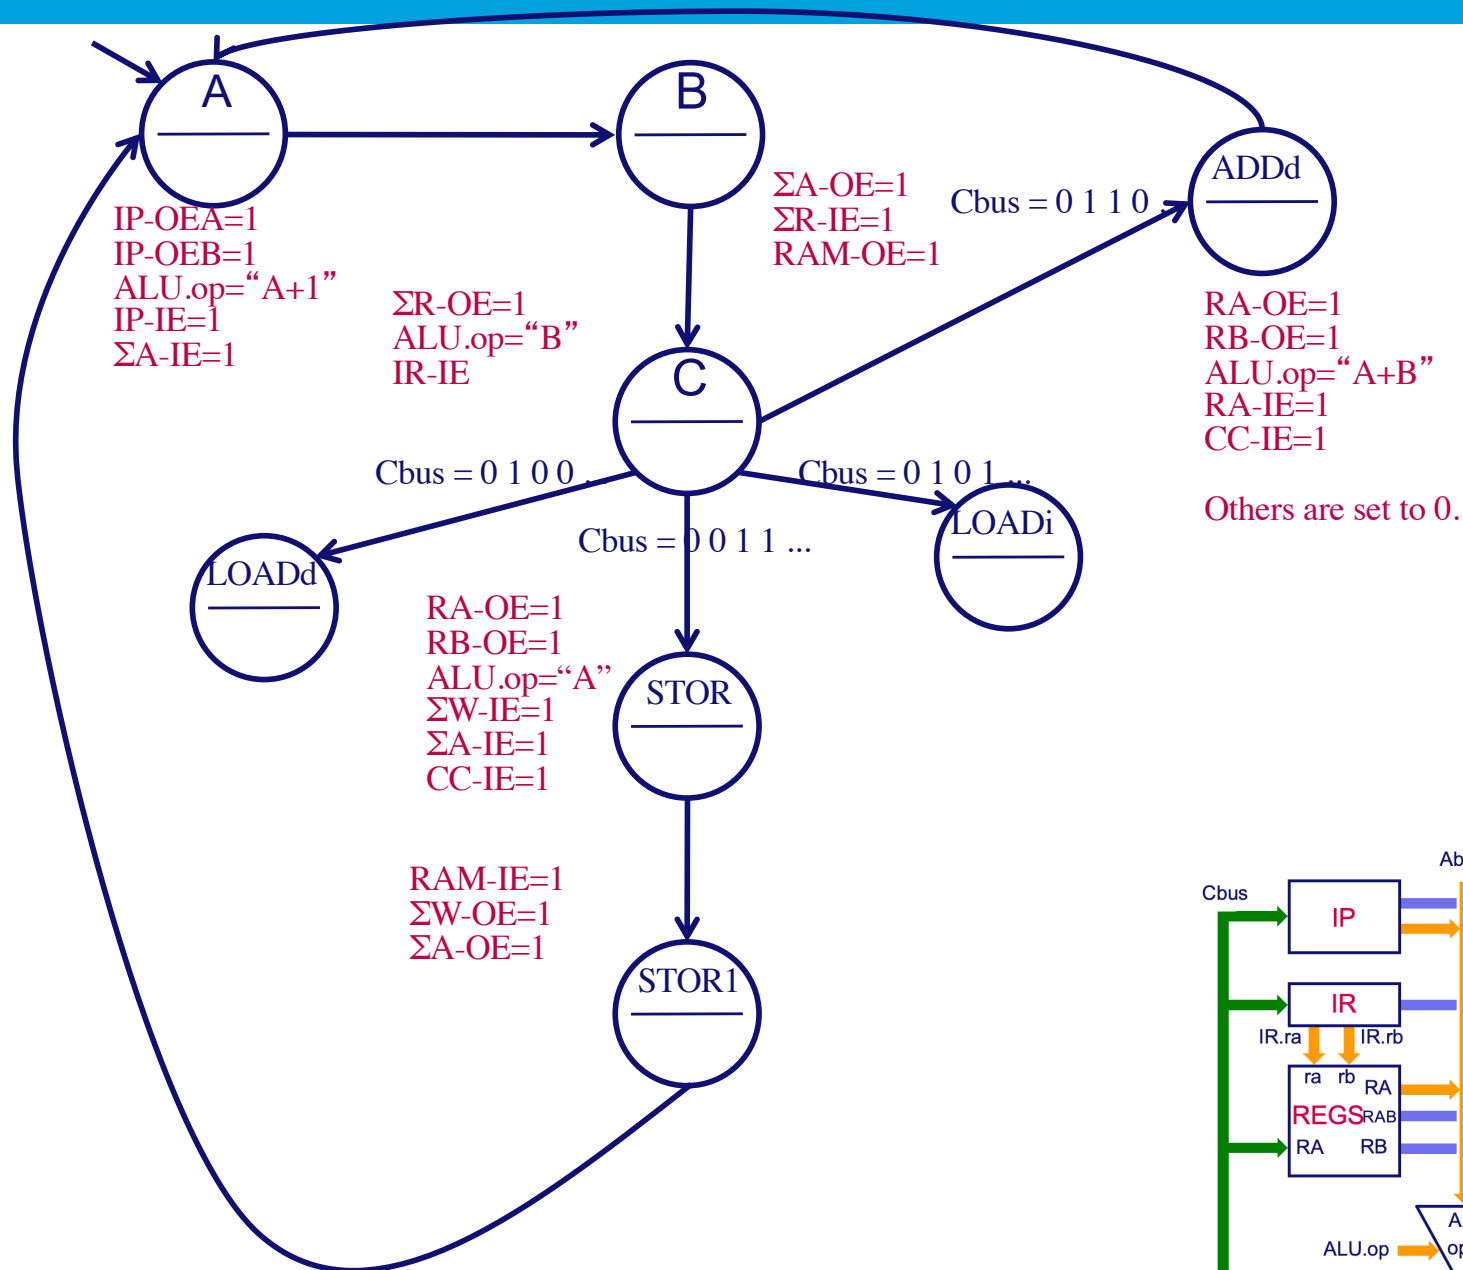 A
B
ADDd
ΣA-OE=1
ΣR-IE=1
RAM-OE=1
Cbus = 0 1 1 0 .
IP-OEA=1
IP-OEB=1
ALU.op=“A+1”
IP-IE=1
ΣA-IE=1
ΣR-OE=1
ALU.op=“B”
IR-IE
RA-OE=1
RB-OE=1
ALU.op=“A+B”
RA-IE=1
CC-IE=1
Others are set to 0.
C
Cbus = 0 1 0 0 ...
Cbus = 0 1 0 1 ...
Cbus = 0 0 1 1 ...
LOADd
LOADi
RA-OE=1
RB-OE=1
ALU.op=“A”
ΣW-IE=1
ΣA-IE=1
CC-IE=1
STOR
RAM-IE=1
ΣW-OE=1
ΣA-OE=1
STOR1
Cbus
IP
IR
IR.ra
IR.rb
ra rb
RA
REGS
RAB
RA
RB
ALU.op